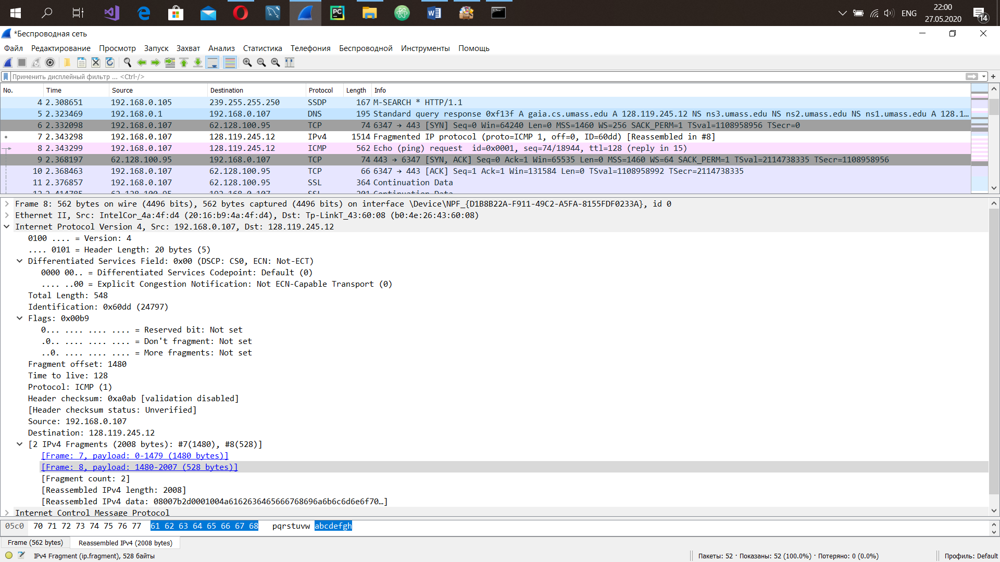 PC
W
ENG
22:00
27.05.2020
14
*Беспроводная сеть
Файл Редактирование Просмотр Запуск Захват Анализ Статистика Телефония Беспроводной Инструменты Помощь
Применить дисплейный фильтр ... <Ctrl-/>
+
No. Time Source Destination Protocol Length Info
4 2.308651 192.168.0.105 239.255.255.250 SSDP 167 M-SEARCH * HTTP/1.1
5 2.323469 192.168.0.1 192.168.0.107 DNS 195 Standard query response 0xf13f A gaia.cs.umass.edu A 128.119.245.12 NS ns3.umass.edu NS ns2.umass.edu NS ns1.umass.edu A 128.1…
6 2.332098 192.168.0.107 62.128.100.95 TCP 74 6347 → 443 [SYN] Seq=0 Win=64240 Len=0 MSS=1460 WS=256 SACK_PERM=1 TSval=1108958956 TSecr=0
7 2.343298 192.168.0.107 128.119.245.12 IPv4 1514 Fragmented IP protocol (proto=ICMP 1, off=0, ID=60dd) [Reassembled in #8]
8 2.343299 192.168.0.107 128.119.245.12 ICMP 562 Echo (ping) request id=0x0001, seq=74/18944, ttl=128 (reply in 15)
9 2.368197 62.128.100.95 192.168.0.107 TCP 74 443 → 6347 [SYN, ACK] Seq=0 Ack=1 Win=65535 Len=0 MSS=1460 WS=64 SACK_PERM=1 TSval=2114738335 TSecr=1108958956
10 2.368463 192.168.0.107 62.128.100.95 TCP 66 6347 → 443 [ACK] Seq=1 Ack=1 Win=131584 Len=0 TSval=1108958992 TSecr=2114738335
11 2.376857 192.168.0.107 62.128.100.95 SSL 364 Continuation Data
12 2.414785 62.128.100.95 192.168.0.107 SSL 201 Continuation Data
Frame 8: 562 bytes on wire (4496 bits), 562 bytes captured (4496 bits) on interface \Device\NPF_{D1B8B22A-F911-49C2-A5FA-8155FDF0233A}, id 0
Ethernet II, Src: IntelCor_4a:4f:d4 (20:16:b9:4a:4f:d4), Dst: Tp-LinkT_43:60:08 (b0:4e:26:43:60:08)
Internet Protocol Version 4, Src: 192.168.0.107, Dst: 128.119.245.12
0100 .... = Version: 4
.... 0101 = Header Length: 20 bytes (5)
Differentiated Services Field: 0x00 (DSCP: CS0, ECN: Not-ECT)
0000 00.. = Differentiated Services Codepoint: Default (0)
.... ..00 = Explicit Congestion Notification: Not ECN-Capable Transport (0)
Total Length: 548
Identification: 0x60dd (24797)
Flags: 0x00b9
0... .... .... .... = Reserved bit: Not set
.0.. .... .... .... = Don't fragment: Not set
..0. .... .... .... = More fragments: Not set
Fragment offset: 1480
Time to live: 128
Protocol: ICMP (1)
Header checksum: 0xa0ab [validation disabled]
[Header checksum status: Unverified]
Source: 192.168.0.107
Destination: 128.119.245.12
[2 IPv4 Fragments (2008 bytes): #7(1480), #8(528)]
[Frame: 7, payload: 0-1479 (1480 bytes)]
[Frame: 8, payload: 1480-2007 (528 bytes)]
[Fragment count: 2]
[Reassembled IPv4 length: 2008]
[Reassembled IPv4 data: 08007b2d0001004a6162636465666768696a6b6c6d6e6f70…]
Internet Control Message Protocol
05c0 70 71 72 73 74 75 76 77 61 62 63 64 65 66 67 68 pqrstuvw abcdefgh
Frame (562 bytes) Reassembled IPv4 (2008 bytes)
IPv4 Fragment (ip.fragment), 528 байты
Пакеты: 52 · Показаны: 52 (100.0%) · Потеряно: 0 (0.0%)
Профиль: Default